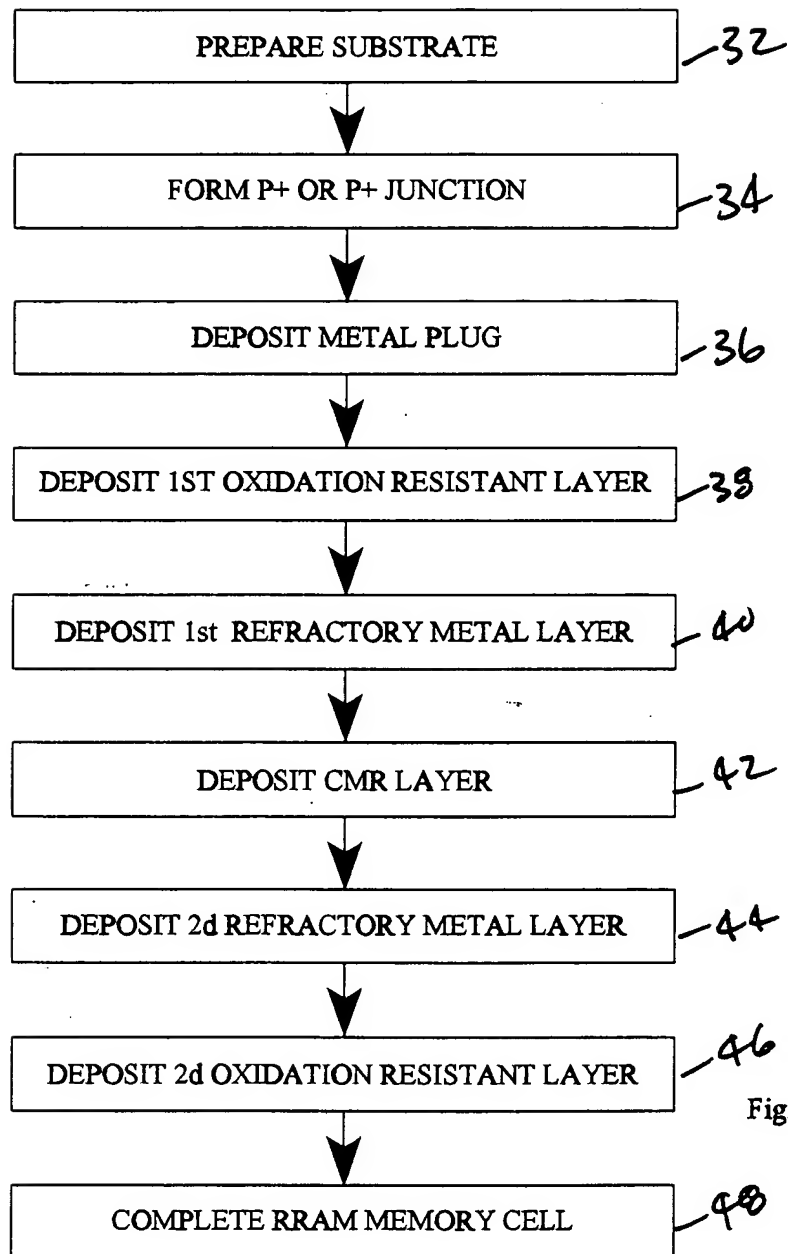 PREPARE SUBSTRATE 32
FORM P+ OR P+ JUNCTION 34
DEPOSIT METAL PLUG 36
DEPOSIT 1ST OXIDATION RESISTANT LAYER 38
DEPOSIT 1st REFRACTORY METAL LAYER 40
DEPOSIT CMR LAYER 42
DEPOSIT 2d REFRACTORY METAL LAYER 44
DEPOSIT 2d OXIDATION RESISTANT LAYER 46
Fig
COMPLETE RRAM MEMORY CELL 48